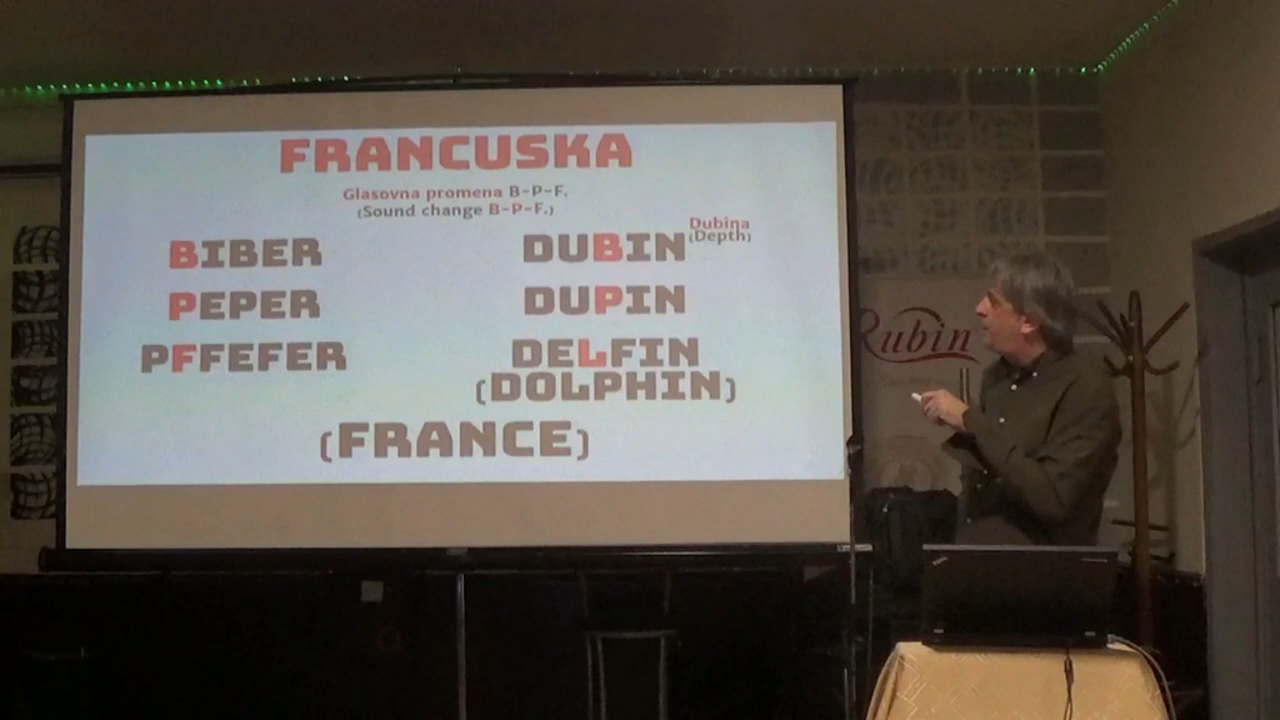 FRANCUSKA
Glasovna promena B-P-F.
(Sound change B-P-F.)
BIBER
PEPER
PFFEFER
DUBIN
Dubina
(Depth)
DUPIN
DELFIN
(DOLPHIN)
(FRANCE)
Rubin